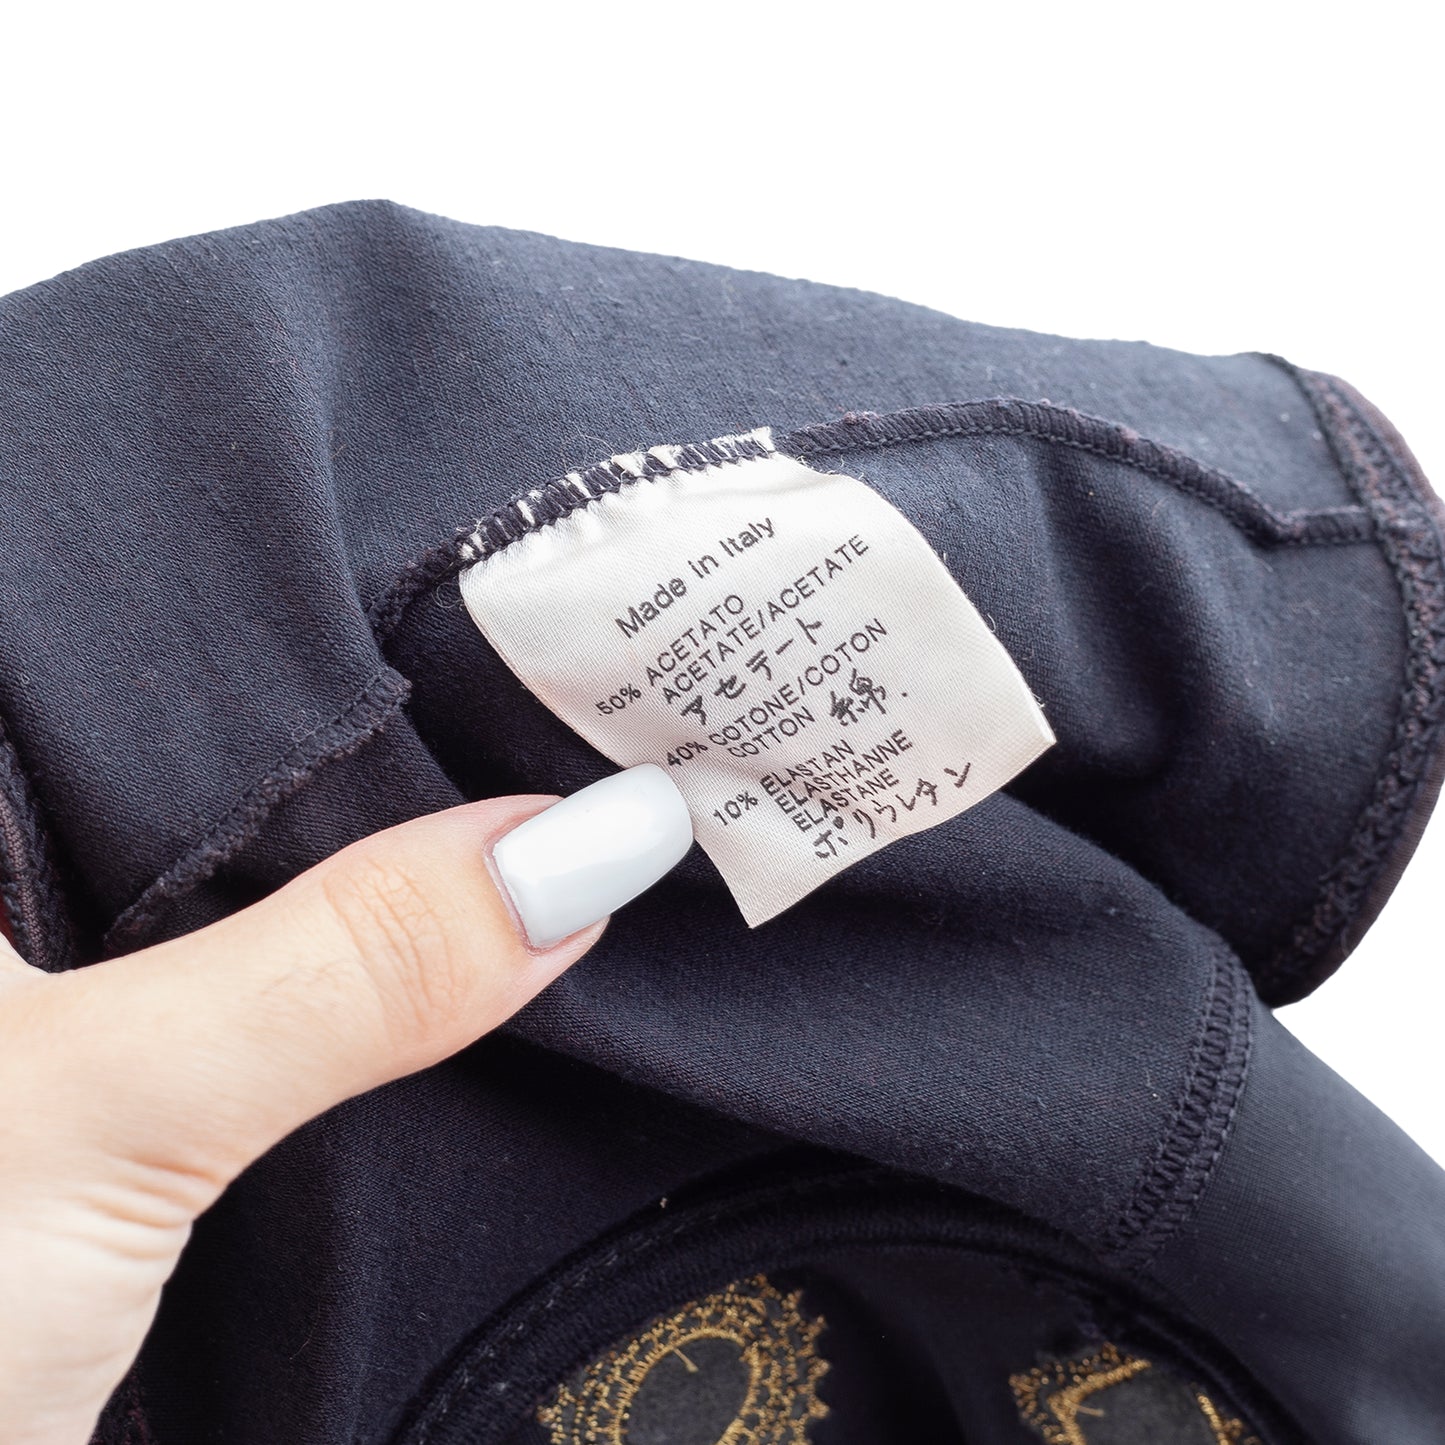 Made in Italy
50% ACETATO
ACETATE/ACETATE
アセテート
40% COTONE/COTON
COTTON 綿.
10% ELASTAN
ELASTHANNE
ELASTANE
ポリウレタン